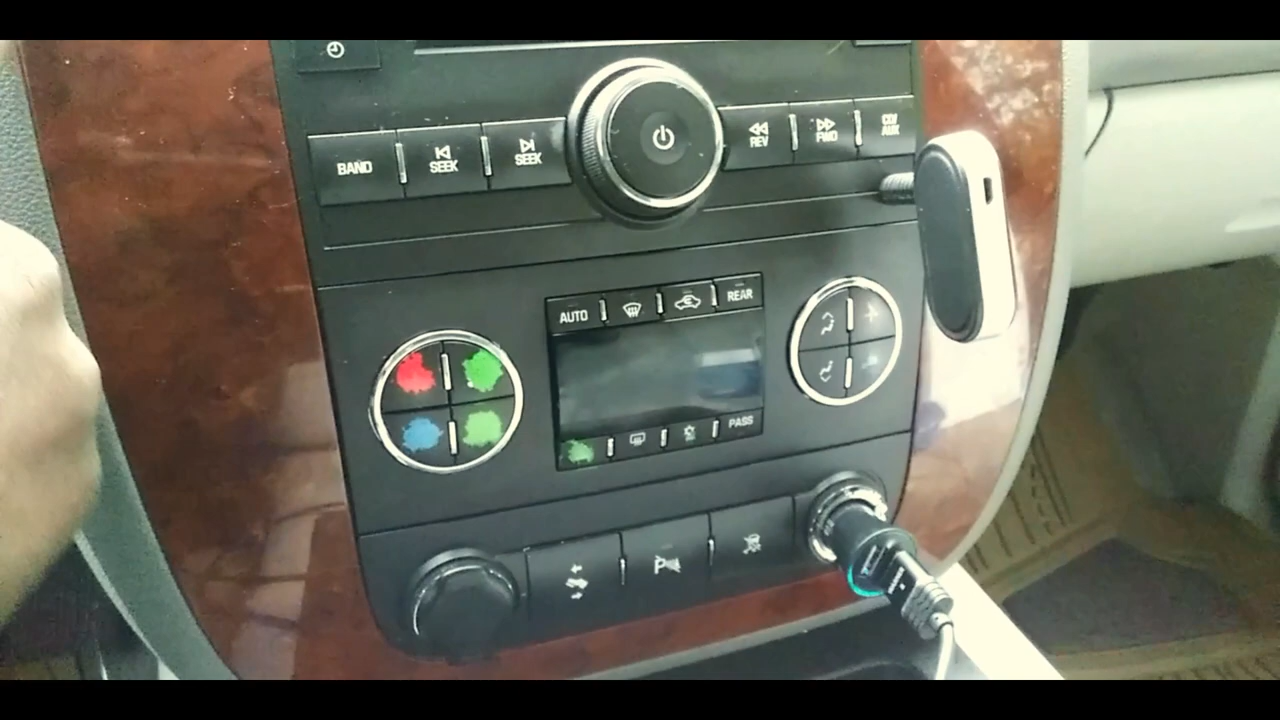 BAND
SEEK
SEEK
REV
FWD
CD/
AUX
AUTO
REAR
PASS
P